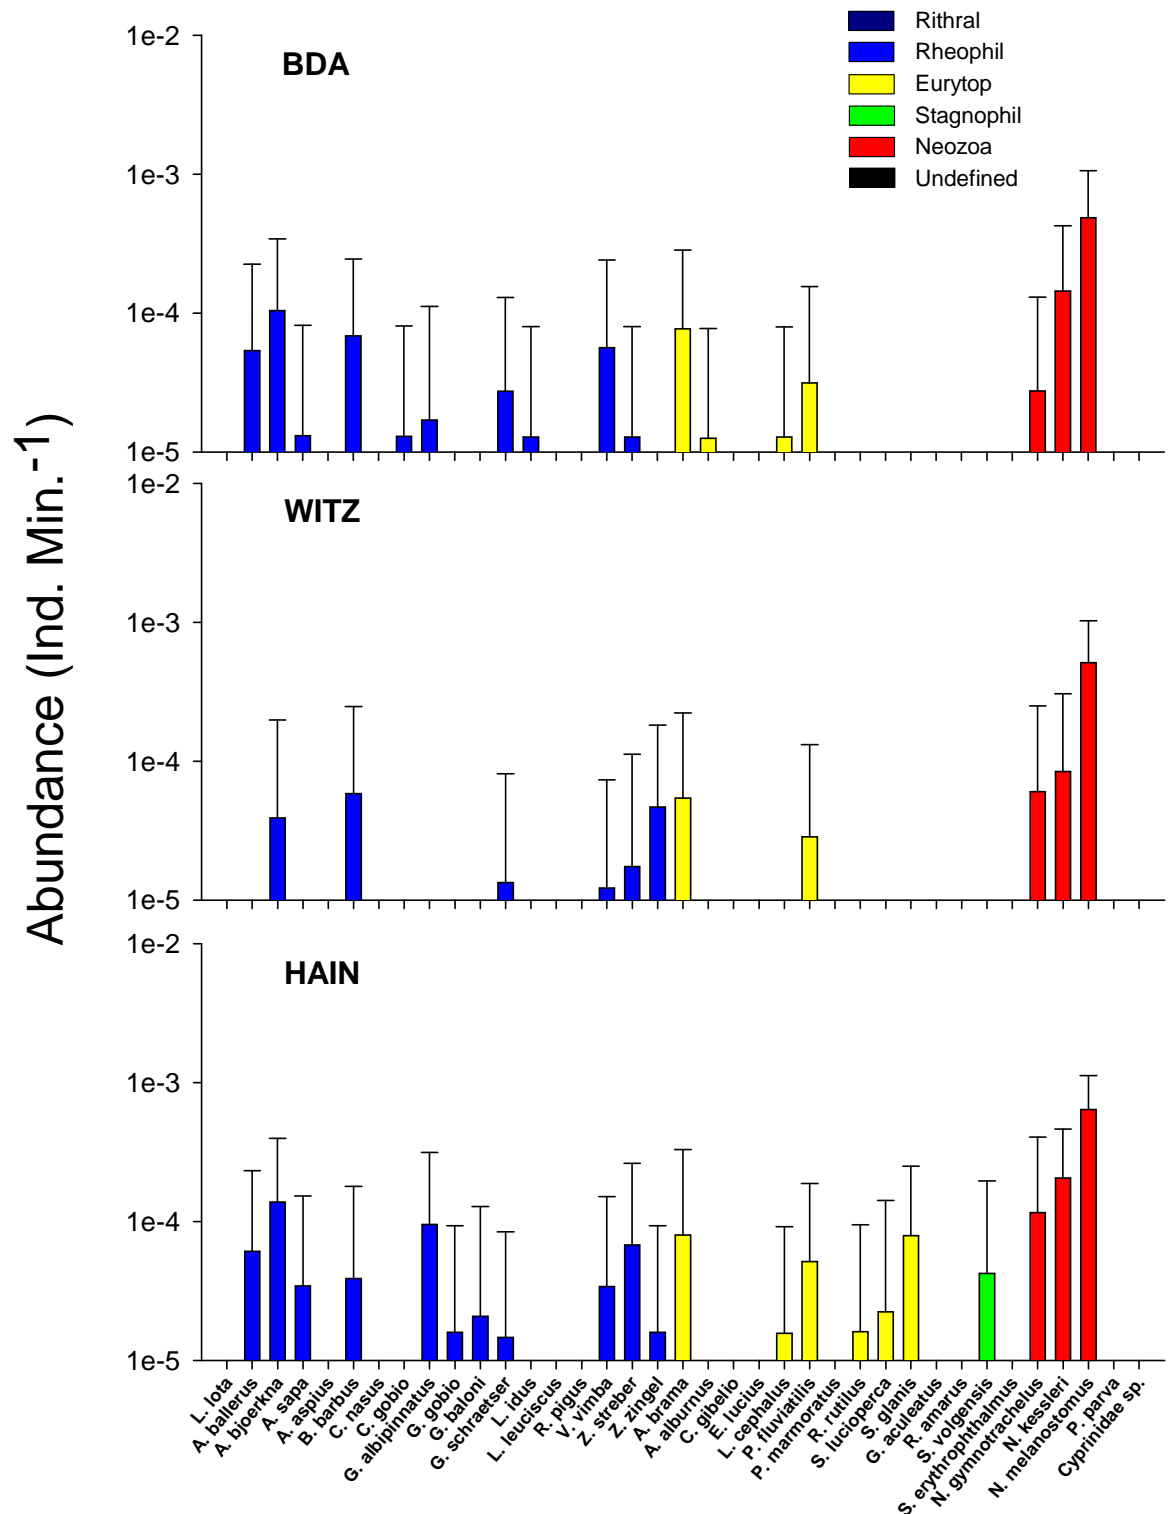 Rithral
Rheophil
Eurytop
Stagnophil
Neozoa
Undefined
Abundance (Ind. Min.-1)
BDA
1e-2
1e-3
1e-4
1e-5
WITZ
1e-2
1e-3
1e-4
1e-5
HAIN
1e-2
1e-3
1e-4
1e-5
L. lota
A. ballerus
A. bjoerkna
A. sapa
A. aspius
B. barbus
C. nasus
C. gobio
G. albipinnatus
G. gobio
G. baloni
G. schraetser
L. idus
L. leuciscus
R. pigus
V. vimba
Z. streber
Z. zingel
A. brama
A. alburnus
C. gibelio
E. lucius
L. cephalus
P. fluviatilis
P. marmoratus
R. rutilus
S. lucioperca
S. glanis
G. aculeatus
R. amarus
S. volgensis
S. erythrophthalmus
N. gymnotrachelus
N. kessleri
N. melanostomus
P. parva
Cyprinidae sp.